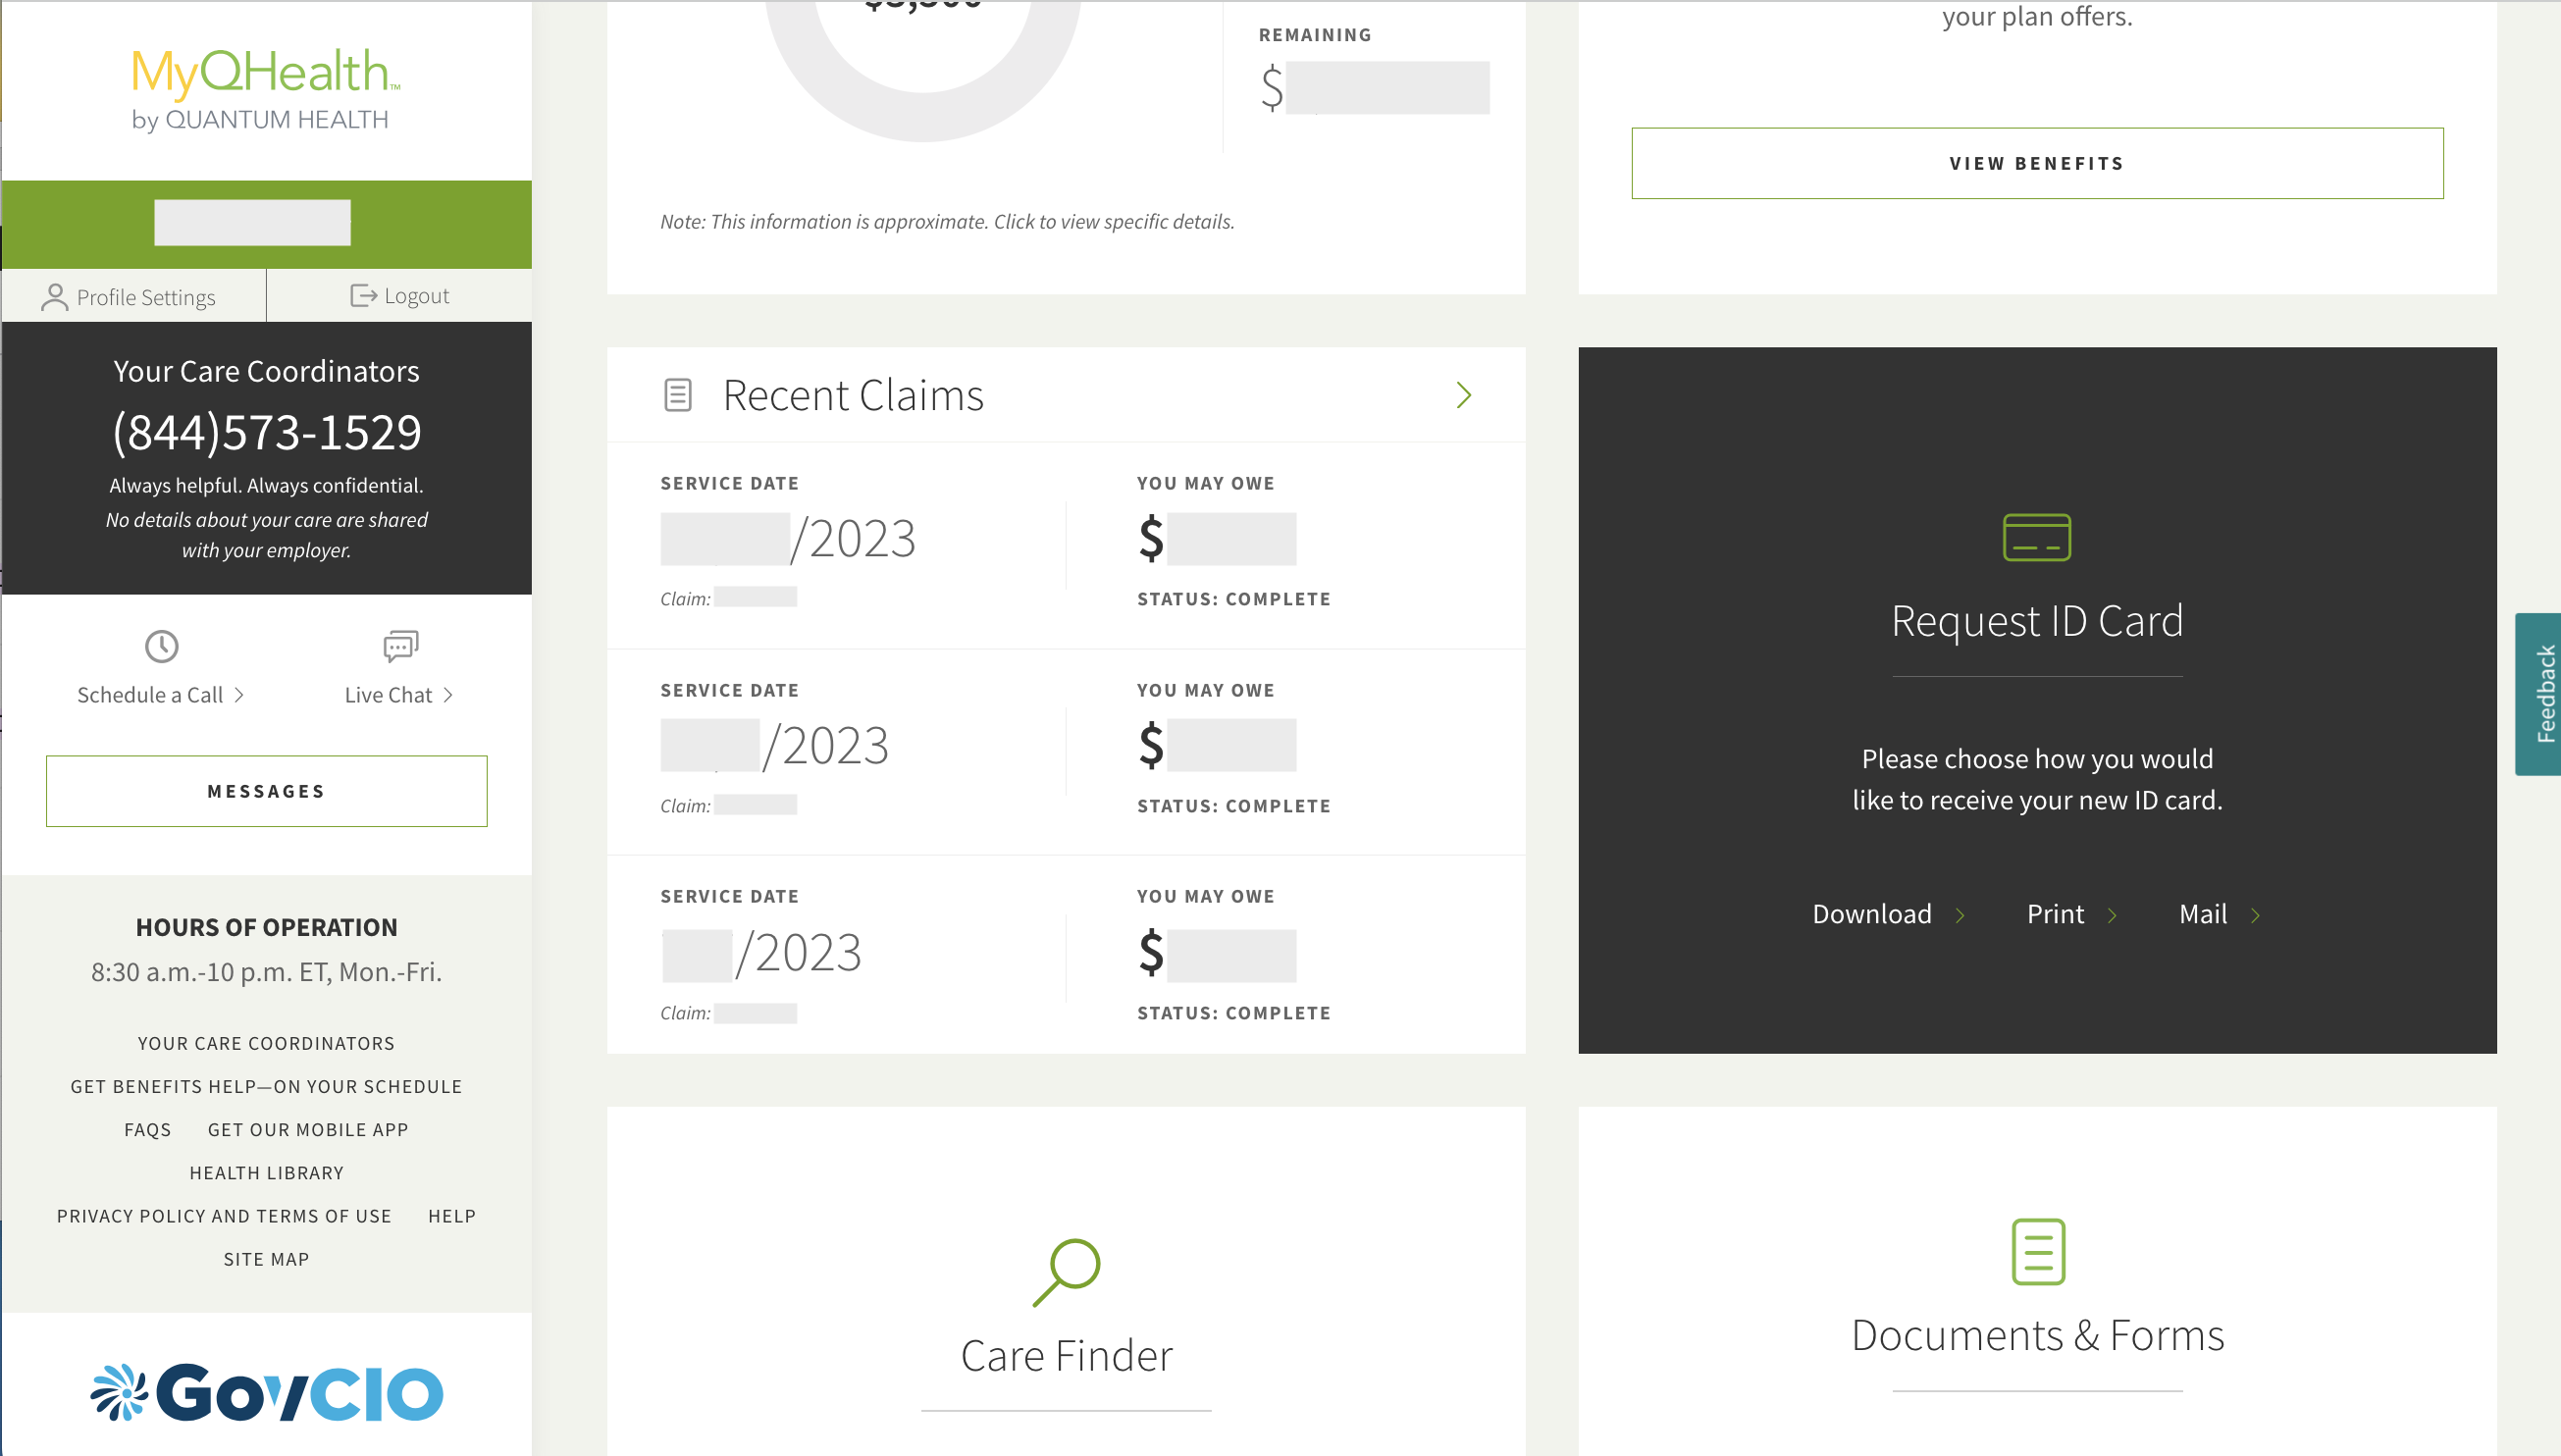 MyQHealth™
by QUANTUM HEALTH
Profile Settings
Logout
Your Care Coordinators
(844)573-1529
Always helpful. Always confidential.
No details about your care are shared
with your employer.
Schedule a Call
Live Chat
MESSAGES
HOURS OF OPERATION
8:30 a.m.-10 p.m. ET, Mon.-Fri.
YOUR CARE COORDINATORS
GET BENEFITS HELP—ON YOUR SCHEDULE
FAQS GET OUR MOBILE APP
HEALTH LIBRARY
PRIVACY POLICY AND TERMS OF USE HELP
SITE MAP
GovCIO
REMAINING
$
Note: This information is approximate. Click to view specific details.
your plan offers.
VIEW BENEFITS
Recent Claims
SERVICE DATE
/2023
Claim:
YOU MAY OWE
$
STATUS: COMPLETE
SERVICE DATE
/2023
Claim:
YOU MAY OWE
$
STATUS: COMPLETE
SERVICE DATE
/2023
Claim:
YOU MAY OWE
$
STATUS: COMPLETE
Request ID Card
Please choose how you would
like to receive your new ID card.
Download Print Mail
Care Finder
Documents & Forms
Feedback